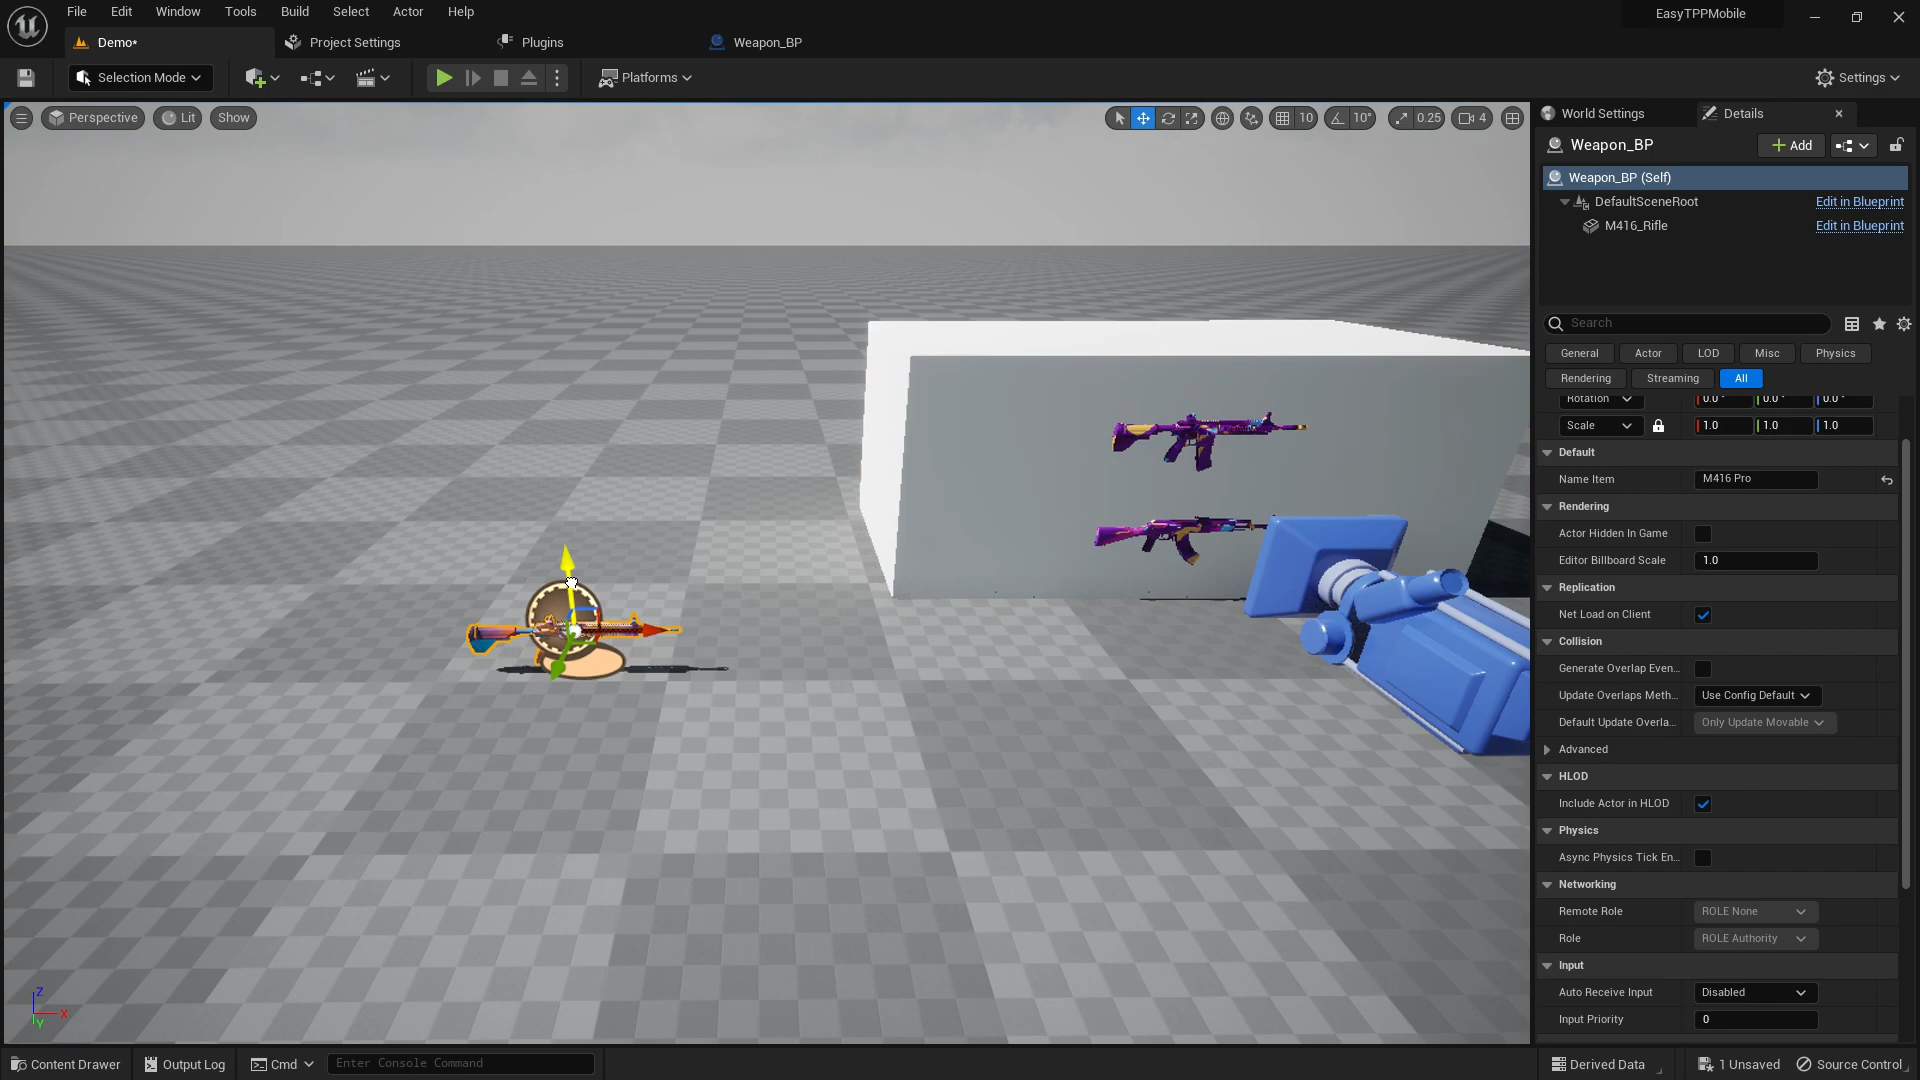 File Edit Window Tools Build Select Actor Help
EasyTPPMobile
Demo* Project Settings Plugins Weapon_BP
Selection Mode Platforms Settings
Perspective Lit Show 10 10° 0.25 4
World Settings Details
Weapon_BP Add
Weapon_BP (Self)
DefaultSceneRoot Edit in Blueprint
M416_Rifle Edit in Blueprint
Search
General Actor LOD Misc Physics
Rendering Streaming All
Rotation 0.0° 0.0° 0.0°
Scale 1.0 1.0 1.0
Default
Name Item M416 Pro
Rendering
Actor Hidden In Game
Editor Billboard Scale 1.0
Replication
Net Load on Client
Collision
Generate Overlap Even...
Update Overlaps Meth... Use Config Default
Default Update Overla... Only Update Movable
Advanced
HLOD
Include Actor in HLOD
Physics
Async Physics Tick En...
Networking
Remote Role ROLE None
Role ROLE Authority
Input
Auto Receive Input Disabled
Input Priority 0
Z
X
Y
Content Drawer Output Log Cmd Enter Console Command Derived Data 1 Unsaved Source Control